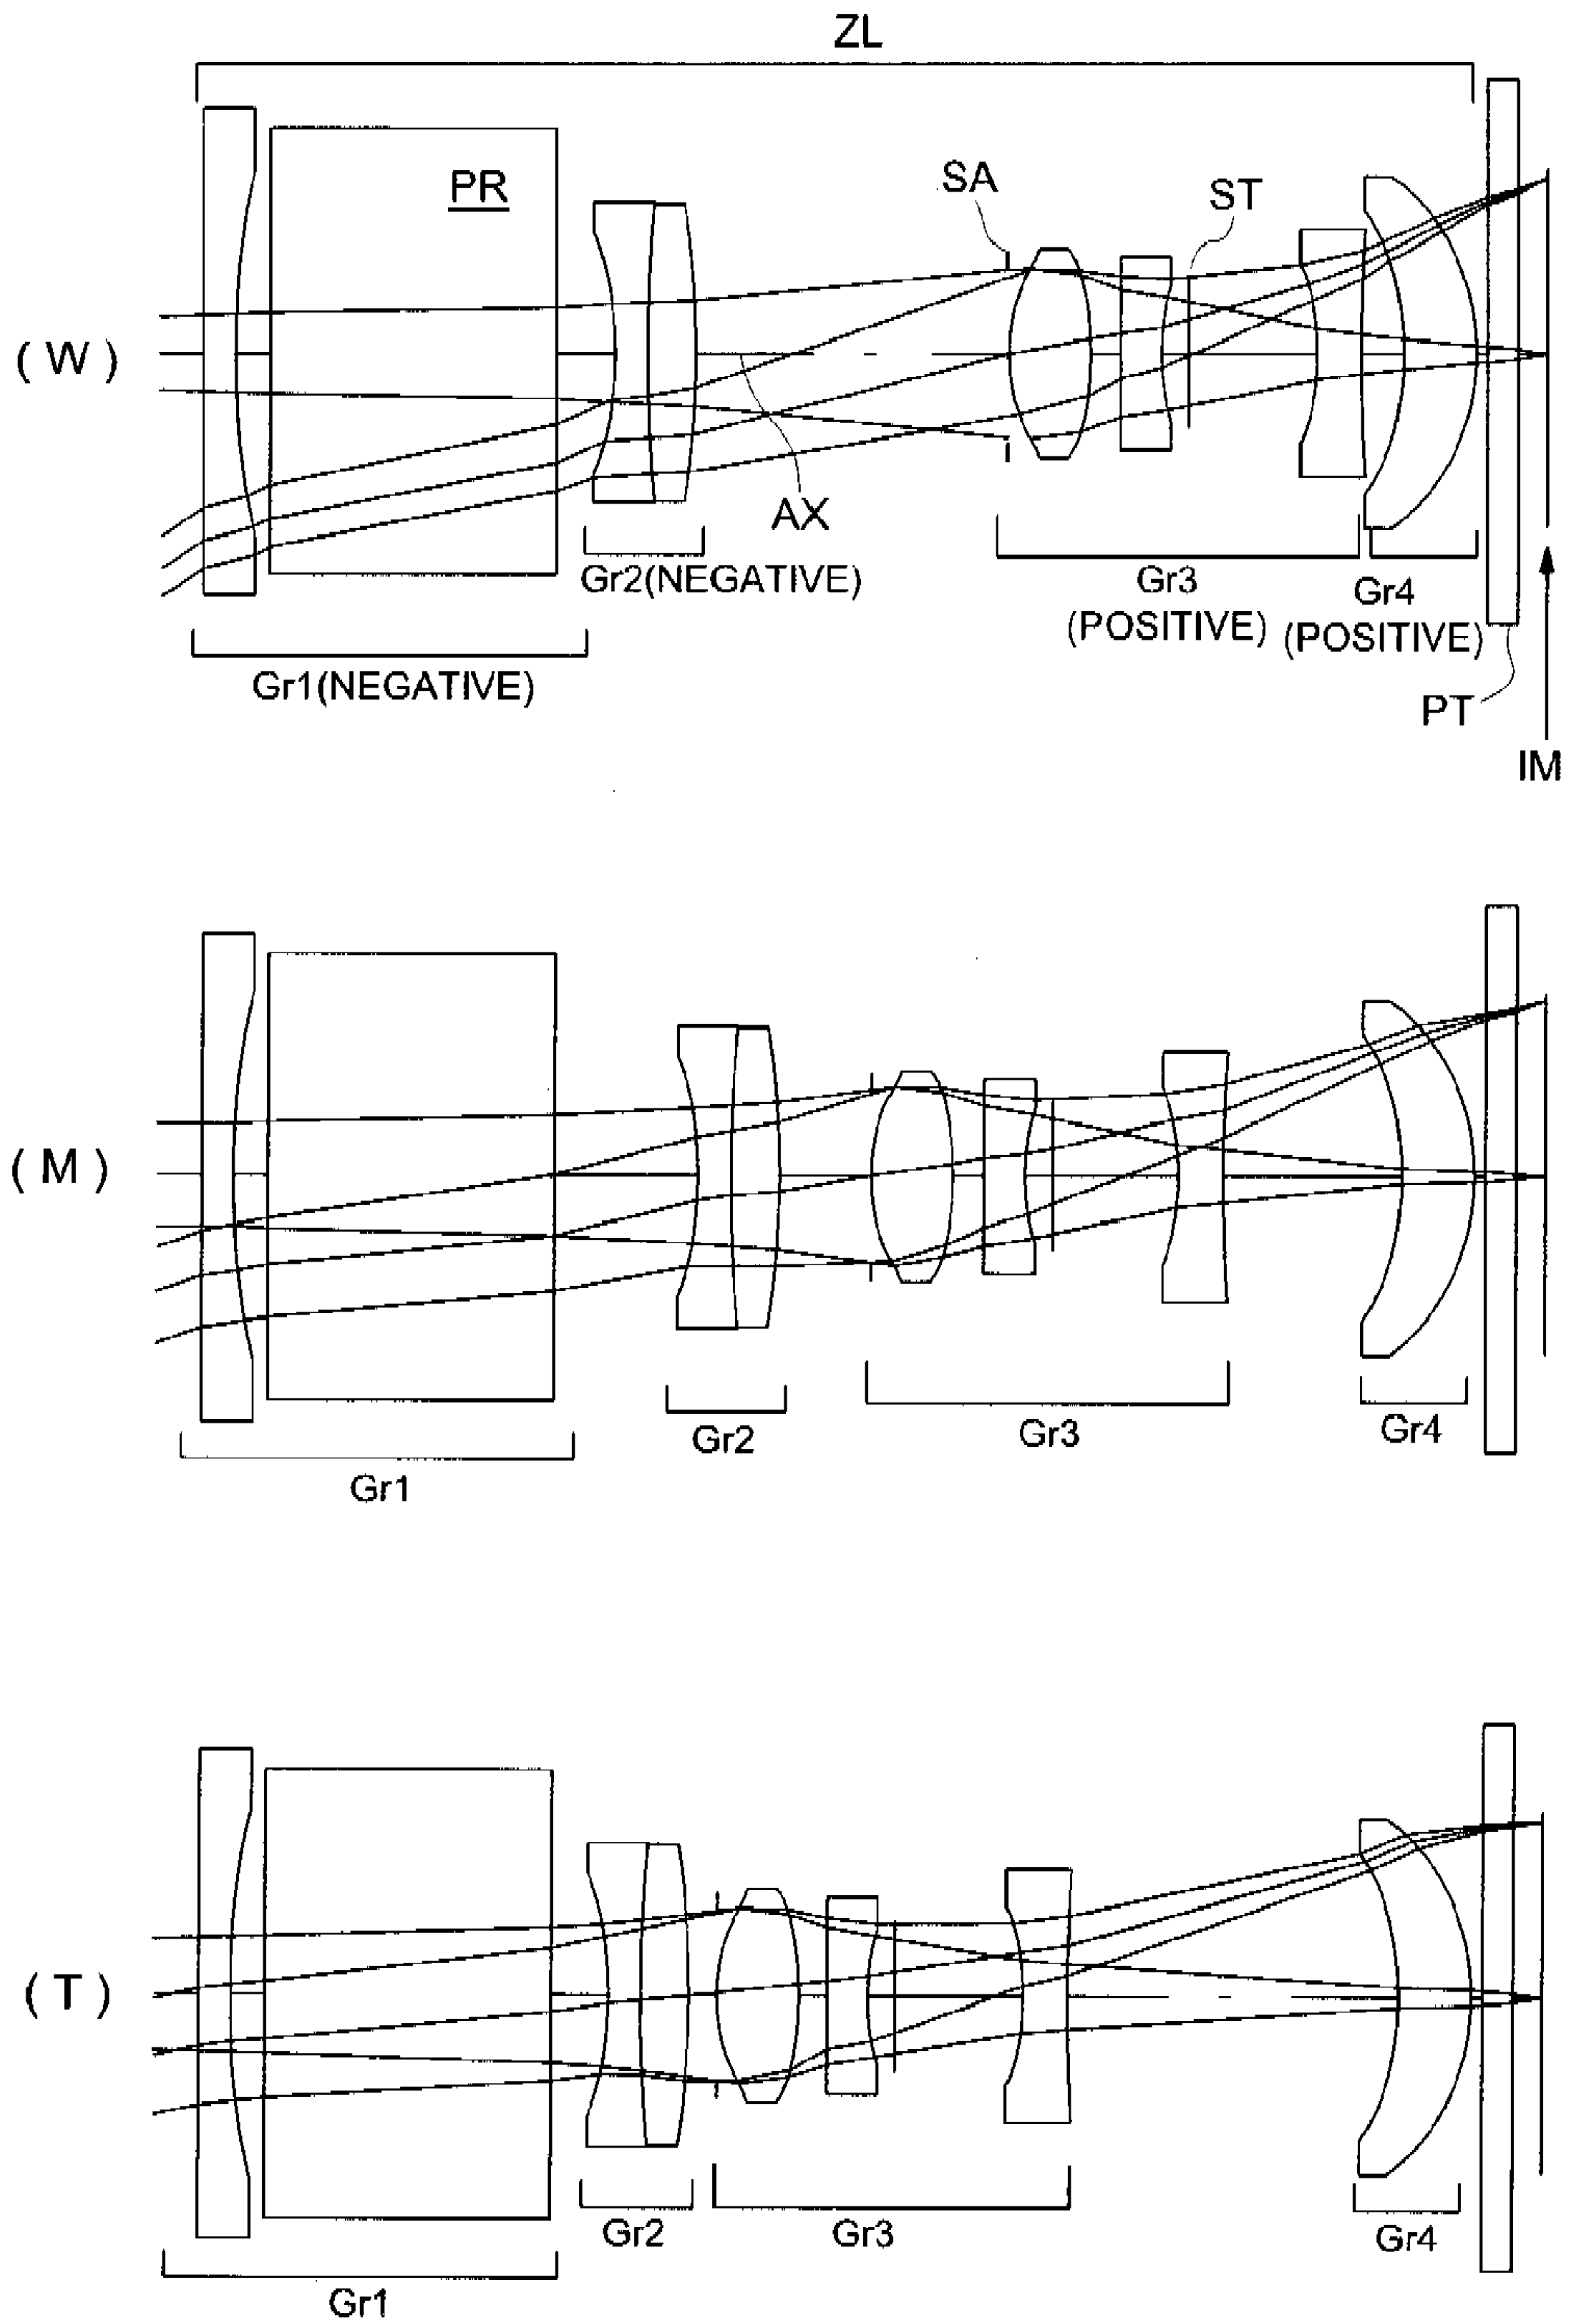 ZL
PR
SA
ST
( W )
AX
Gr2(NEGATIVE)
Gr3
(POSITIVE)
Gr4
(POSITIVE)
Gr1(NEGATIVE)
PT
IM
( M )
Gr2
Gr3
Gr4
Gr1
( T )
Gr2
Gr3
Gr4
Gr1